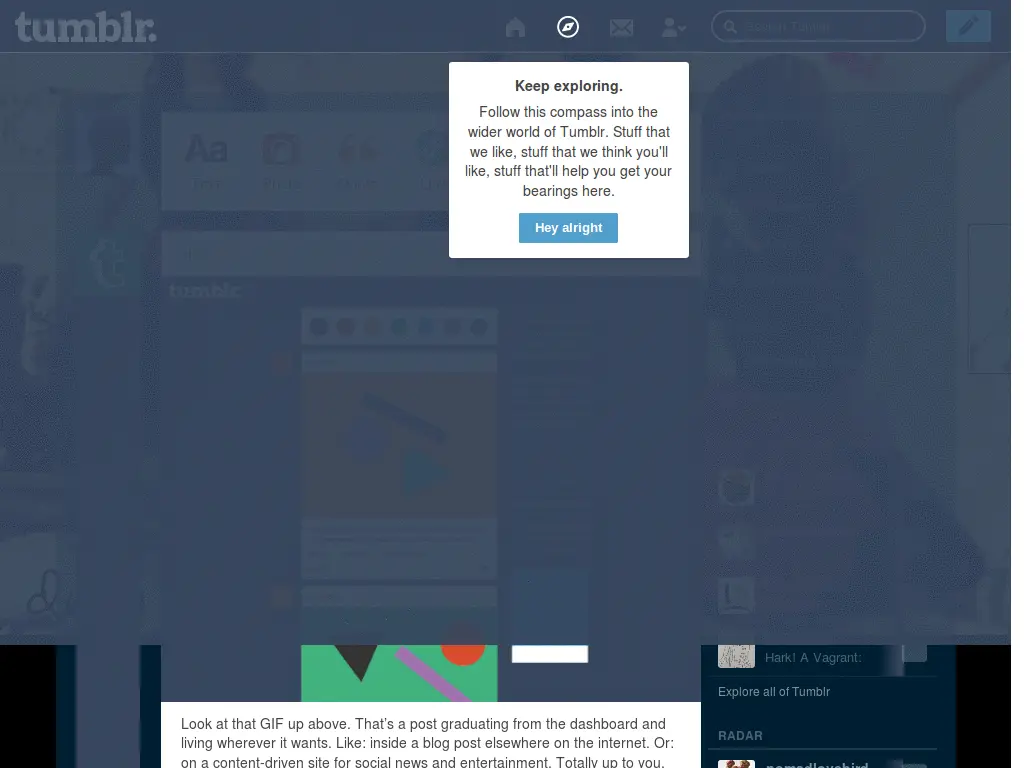 tumblr.
Search Tumblr
Keep exploring.
Follow this compass into the
wider world of Tumblr. Stuff that
we like, stuff that we think you'll
like, stuff that'll help you get your
bearings here.
Hey alright
Aa
Text
Photo
tumblr.
Hark! A Vagrant:
Explore all of Tumblr
RADAR
Look at that GIF up above. That's a post graduating from the dashboard and
living wherever it wants. Like: inside a blog post elsewhere on the internet. Or:
on a content-driven site for social news and entertainment. Totally up to you.